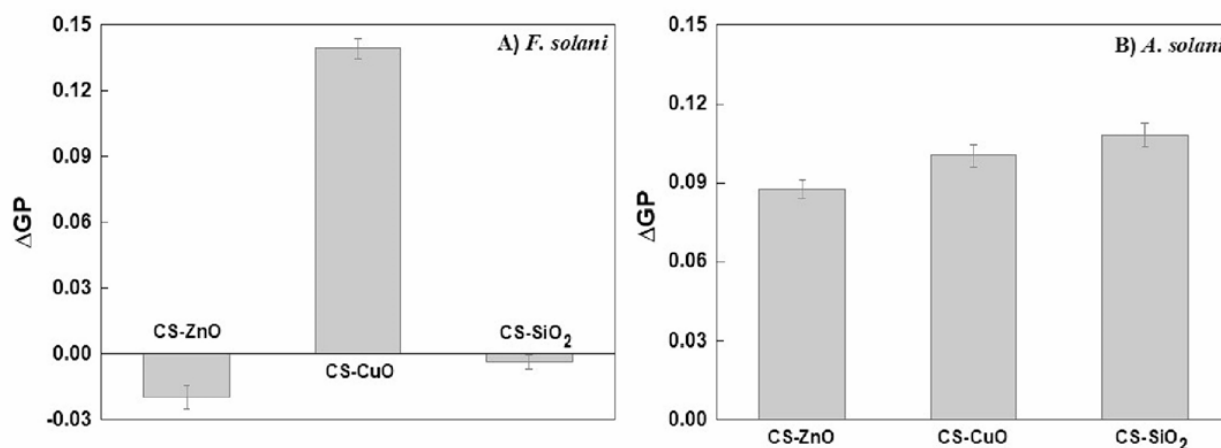 A) F. solani
0.15
0.12
0.09
0.06
0.03
0.00
-0.03
ΔGP
CS-ZnO
CS-CuO
CS-SiO₂
B) A. solani
0.15
0.12
0.09
0.06
0.03
0.00
ΔGP
CS-ZnO
CS-CuO
CS-SiO₂